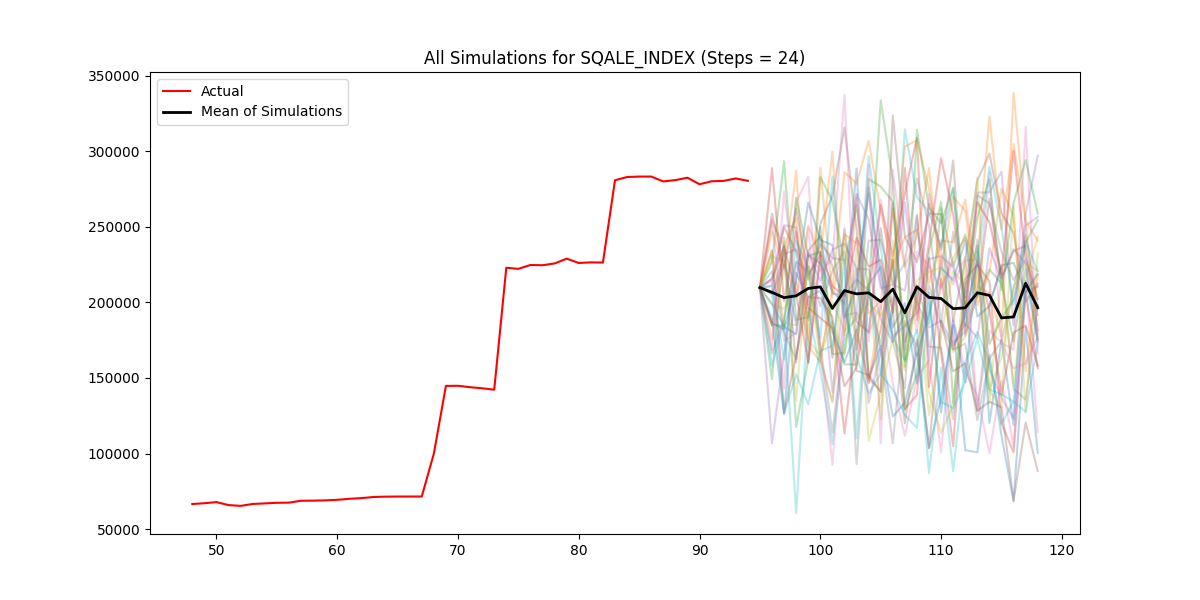 All Simulations for SQALE_INDEX (Steps = 24)
350000
300000
250000
200000
150000
100000
50000
Actual
Mean of Simulations
50 60 70 80 90 100 110 120